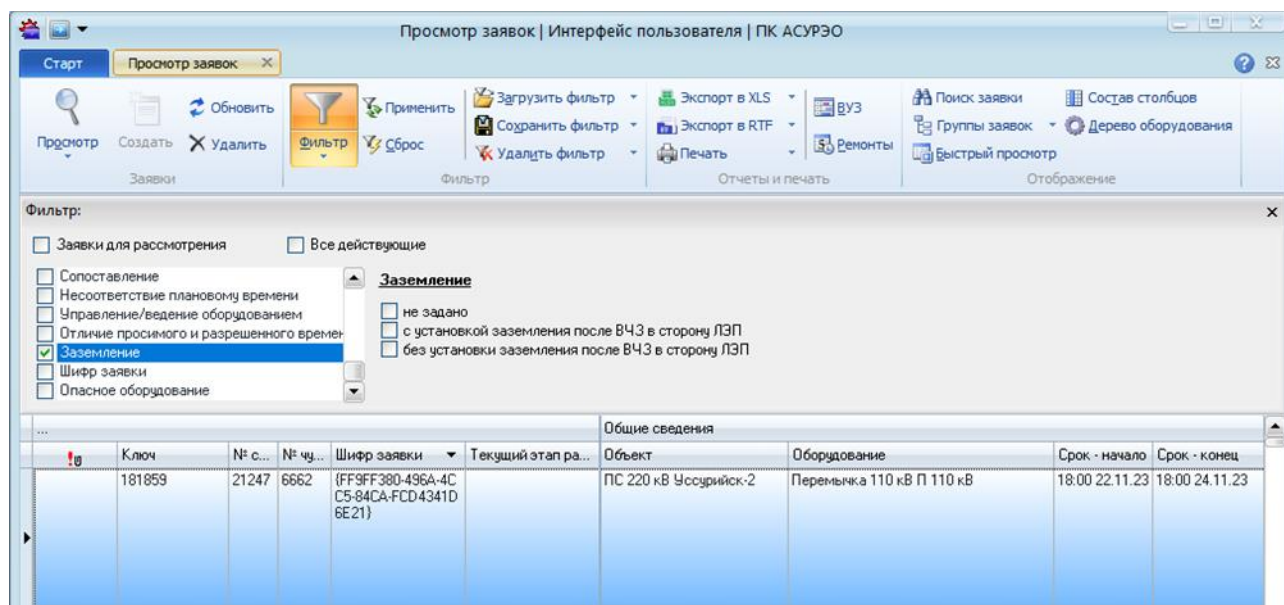 Просмотр заявок | Интерфейс пользователя | ПК АСУРЭО
Старт
Просмотр заявок
Просмотр
Создать
Обновить
Удалить
Заявки
Фильтр
Применить
Сброс
Загрузить фильтр
Сохранить фильтр
Удалить фильтр
Фильтр
Экспорт в XLS
Экспорт в RTF
Печать
ВУЗ
Ремонты
Отчеты и печать
Поиск заявки
Группы заявок
Быстрый просмотр
Состав столбцов
Дерево оборудования
Отображение
Фильтр:
Заявки для рассмотрения
Все действующие
Сопоставление
Несоответствие плановому времени
Управление/ведение оборудованием
Отличие просимого и разрешенного времен
Заземление
Шифр заявки
Опасное оборудование
Заземление
не задано
с установкой заземления после ВЧЗ в сторону ЛЭП
без установки заземления после ВЧЗ в сторону ЛЭП
... Общие сведения
Ключ № с... № чу... Шифр заявки Текущий этап ра... Объект Оборудование Срок - начало Срок - конец
181859 21247 6662 {FF9FF380-496A-4C ПС 220 кВ Уссурийск-2 Перемычка 110 кВ П 110 кВ 18:00 22.11.23 18:00 24.11.23
C5-84CA-FCD4341D
6E21}